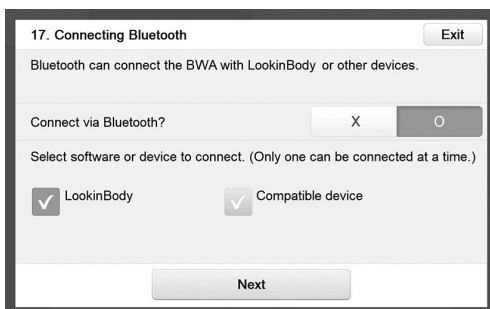 17. Connecting Bluetooth
Exit
Bluetooth can connect the BWA with LookinBody or other devices.
Connect via Bluetooth?
X
O
Select software or device to connect. (Only one can be connected at a time.)
LookinBody
Compatible device
Next